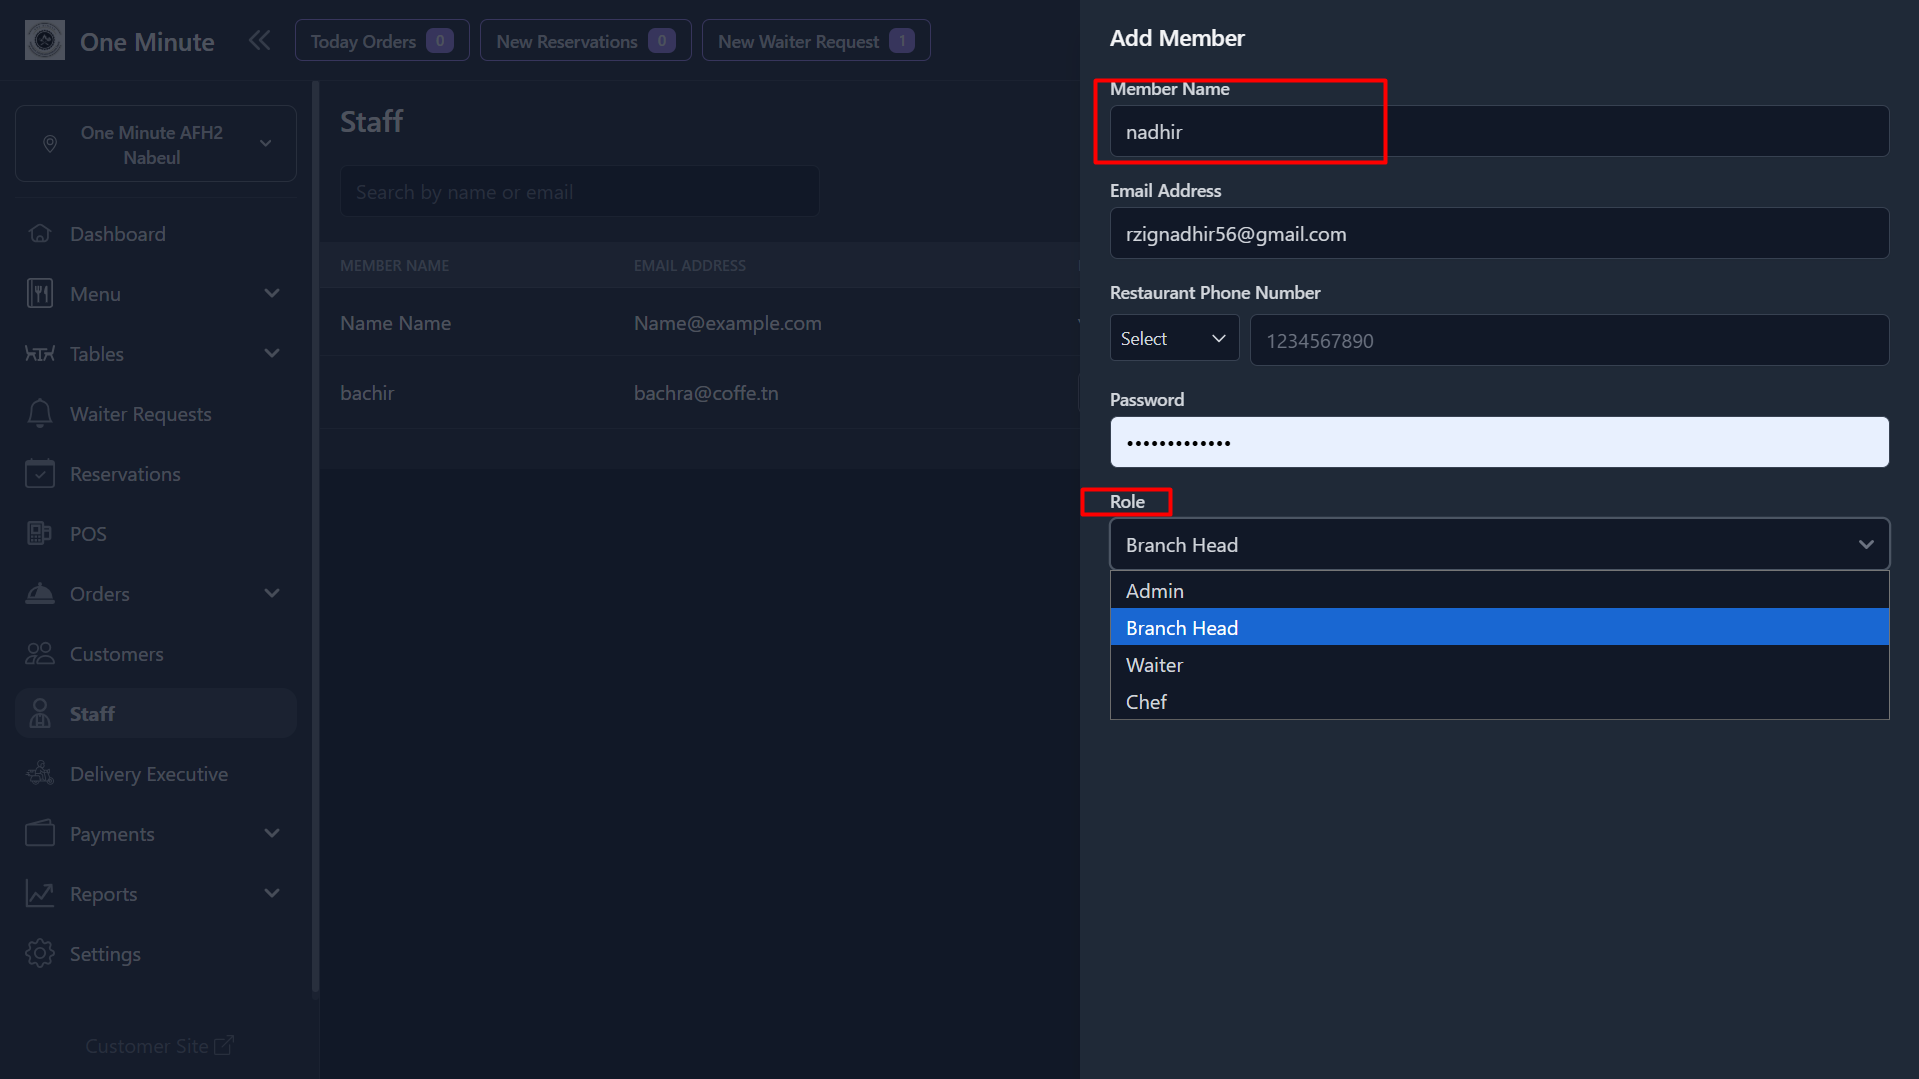 One Minute
Today Orders 0
New Reservations 0
New Waiter Request 1
One Minute AFH2
Nabeul
Dashboard
Menu
Tables
Waiter Requests
Reservations
POS
Orders
Customers
Staff
Delivery Executive
Payments
Reports
Settings
Customer Site
Staff
Search by name or email
MEMBER NAME EMAIL ADDRESS
Name Name Name@example.com
bachir bachra@coffe.tn
Add Member
Member Name
nadhir
Email Address
rzignadhir56@gmail.com
Restaurant Phone Number
Select 1234567890
Password
•••••••••••••
Role
Branch Head
Admin
Branch Head
Waiter
Chef